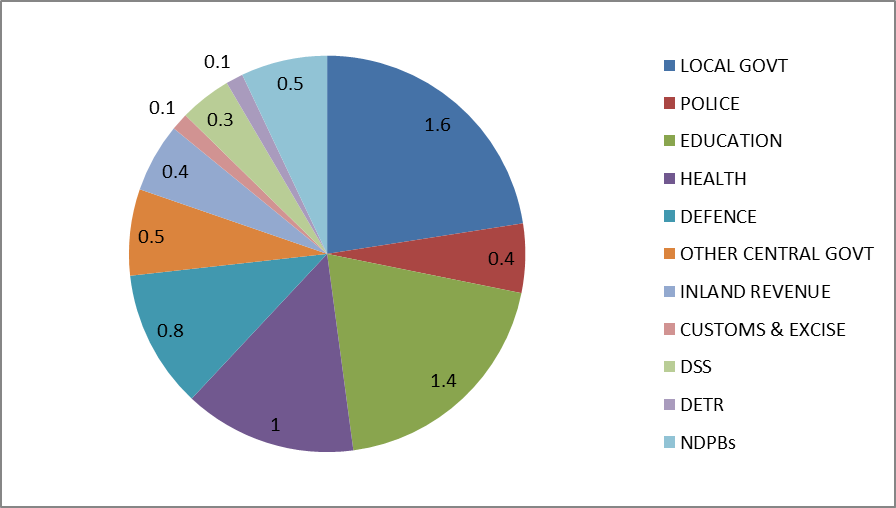 0.1
0.5
0.1
0.3
1.6
0.4
0.5
0.4
0.8
1.4
1
LOCAL GOVT
POLICE
EDUCATION
HEALTH
DEFENCE
OTHER CENTRAL GOVT
INLAND REVENUE
CUSTOMS & EXCISE
DSS
DETR
NDPBs